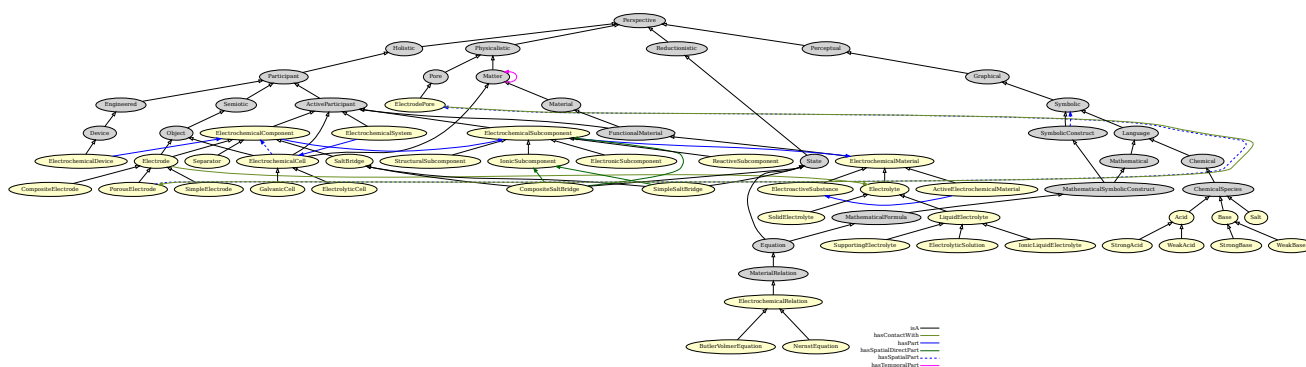 Perspective
Holistic
Physicalistic
Reductionistic
Perceptual
Participant
Pore
Matter
Graphical
Engineered
Semiotic
ActiveParticipant
ElectrodePore
Material
Symbolic
Device
Object
ElectrochemicalComponent
ElectrochemicalSystem
ElectrochemicalSubcomponent
FunctionalMaterial
SymbolicConstruct
Language
ElectrochemicalDevice
Electrode
Separator
ElectrochemicalCell
SaltBridge
StructuralSubcomponent
IonicSubcomponent
ElectronicSubcomponent
ReactiveSubcomponent
State
ElectrochemicalMaterial
Mathematical
Chemical
CompositeElectrode
PorousElectrode
SimpleElectrode
GalvanicCell
ElectrolyticCell
CompositeSaltBridge
SimpleSaltBridge
ElectroactiveSubstance
Electrolyte
ActiveElectrochemicalMaterial
MathematicalSymbolicConstruct
ChemicalSpecies
SolidElectrolyte
MathematicalFormula
LiquidElectrolyte
Acid
Base
Salt
Equation
SupportingElectrolyte
ElectrolyticSolution
IonicLiquidElectrolyte
StrongAcid
WeakAcid
StrongBase
WeakBase
MaterialRelation
ElectrochemicalRelation
ButlerVolmerEquation
NernstEquation
isA
hasContactWith
hasPart
hasSpatialDirectPart
hasSpatialPart
hasTemporalPart